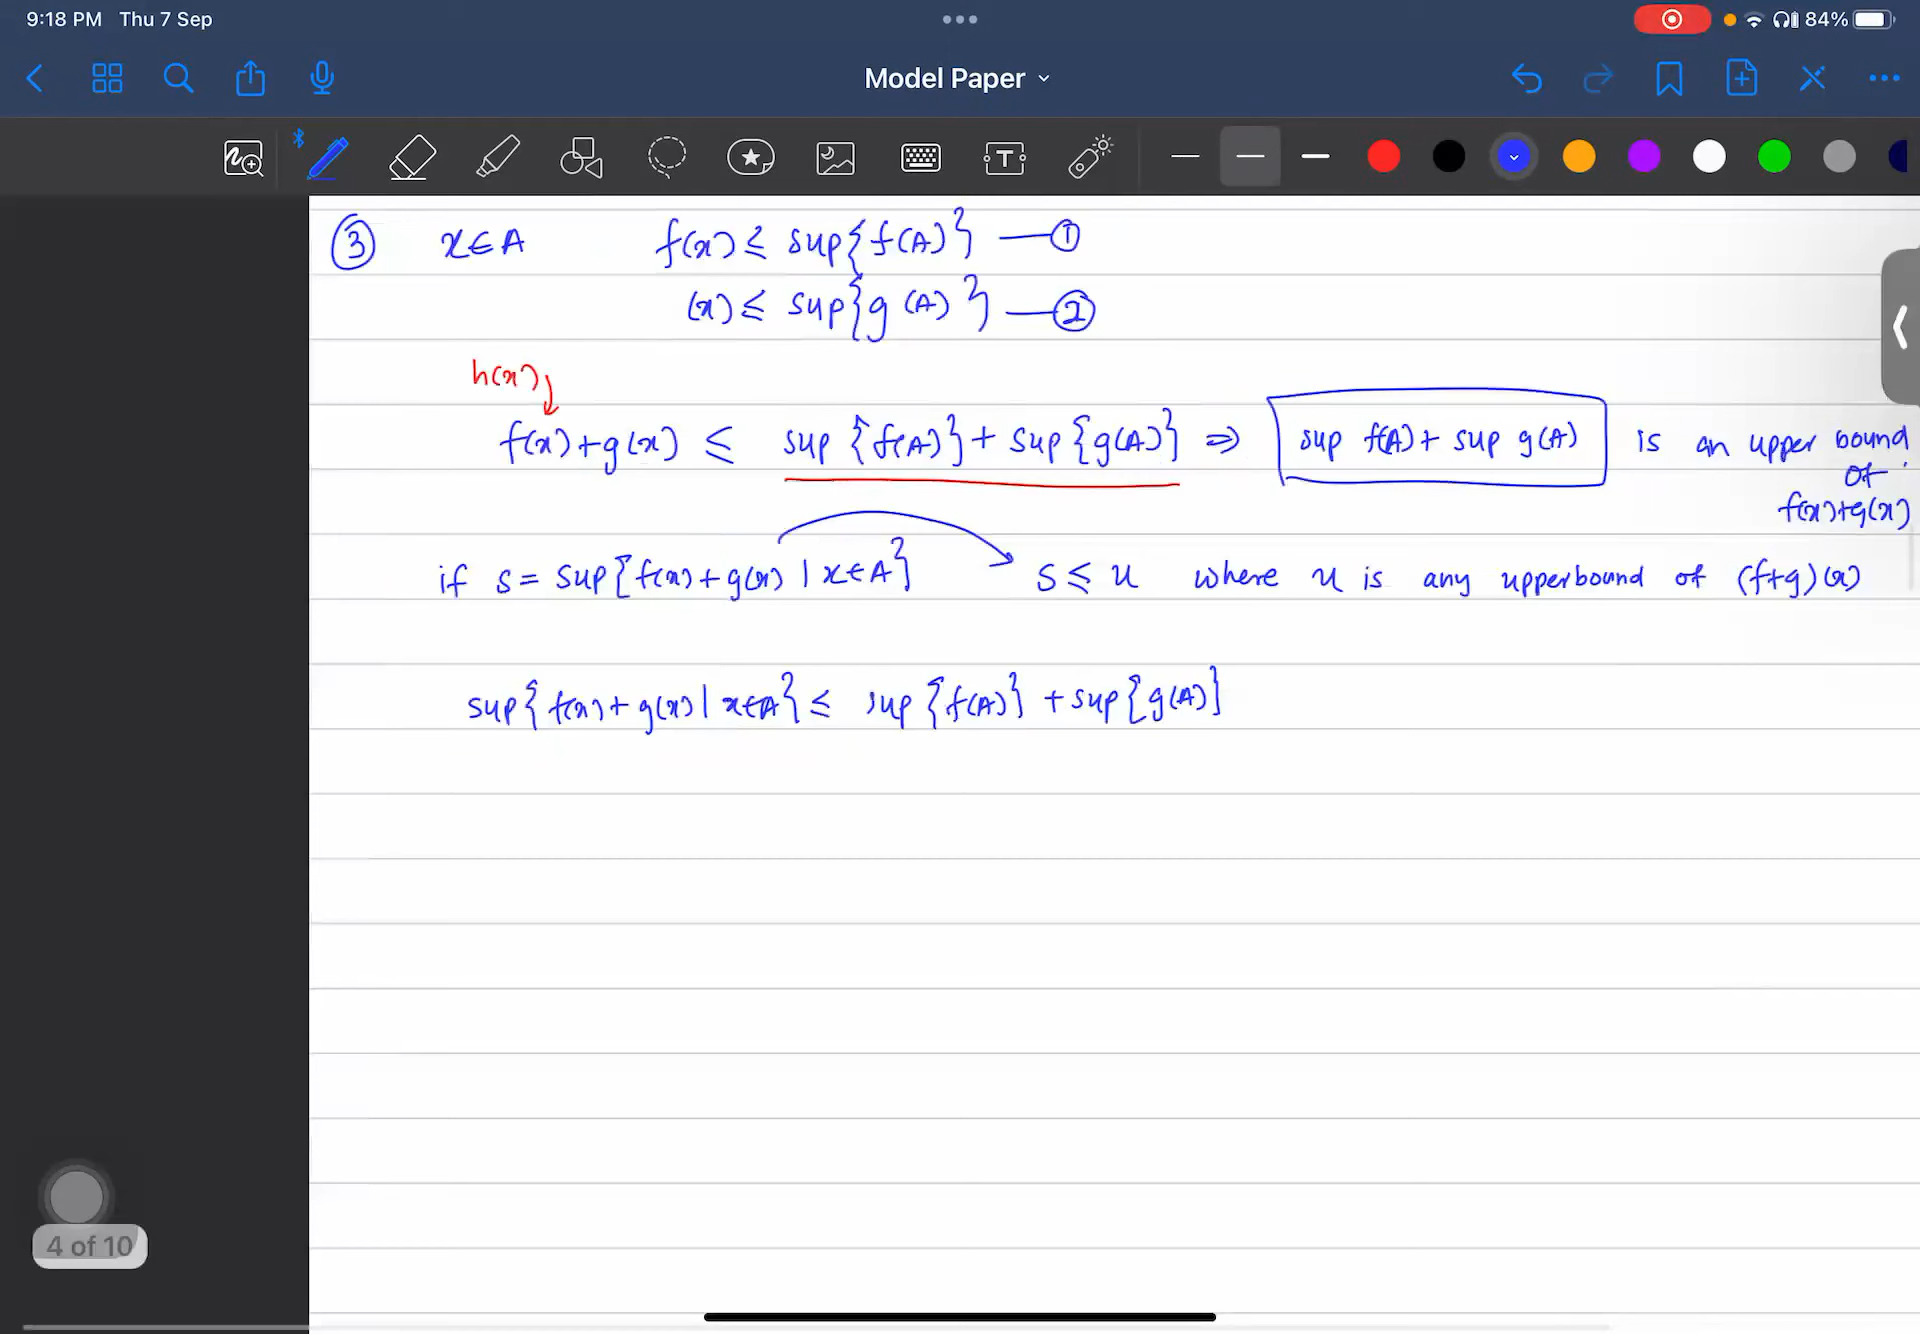 9:18 PM Thu 7 Sep
84%
Model Paper
T
③ x∈A f(x) ≤ sup{f(A)} —①
(x) ≤ sup{g(A)} —②
h(x)
f(x)+g(x) ≤ sup {f(A)} + sup{g(A)} ⇒ sup f(A) + sup g(A) is an upper bound
of
f(x)+g(x)
if s = sup{f(x)+g(x) | x∈A} s ≤ u where u is any upperbound of (f+g)(x)
sup{f(x)+g(x) | x∈A} ≤ sup {f(A)} + sup{g(A)}
4 of 10